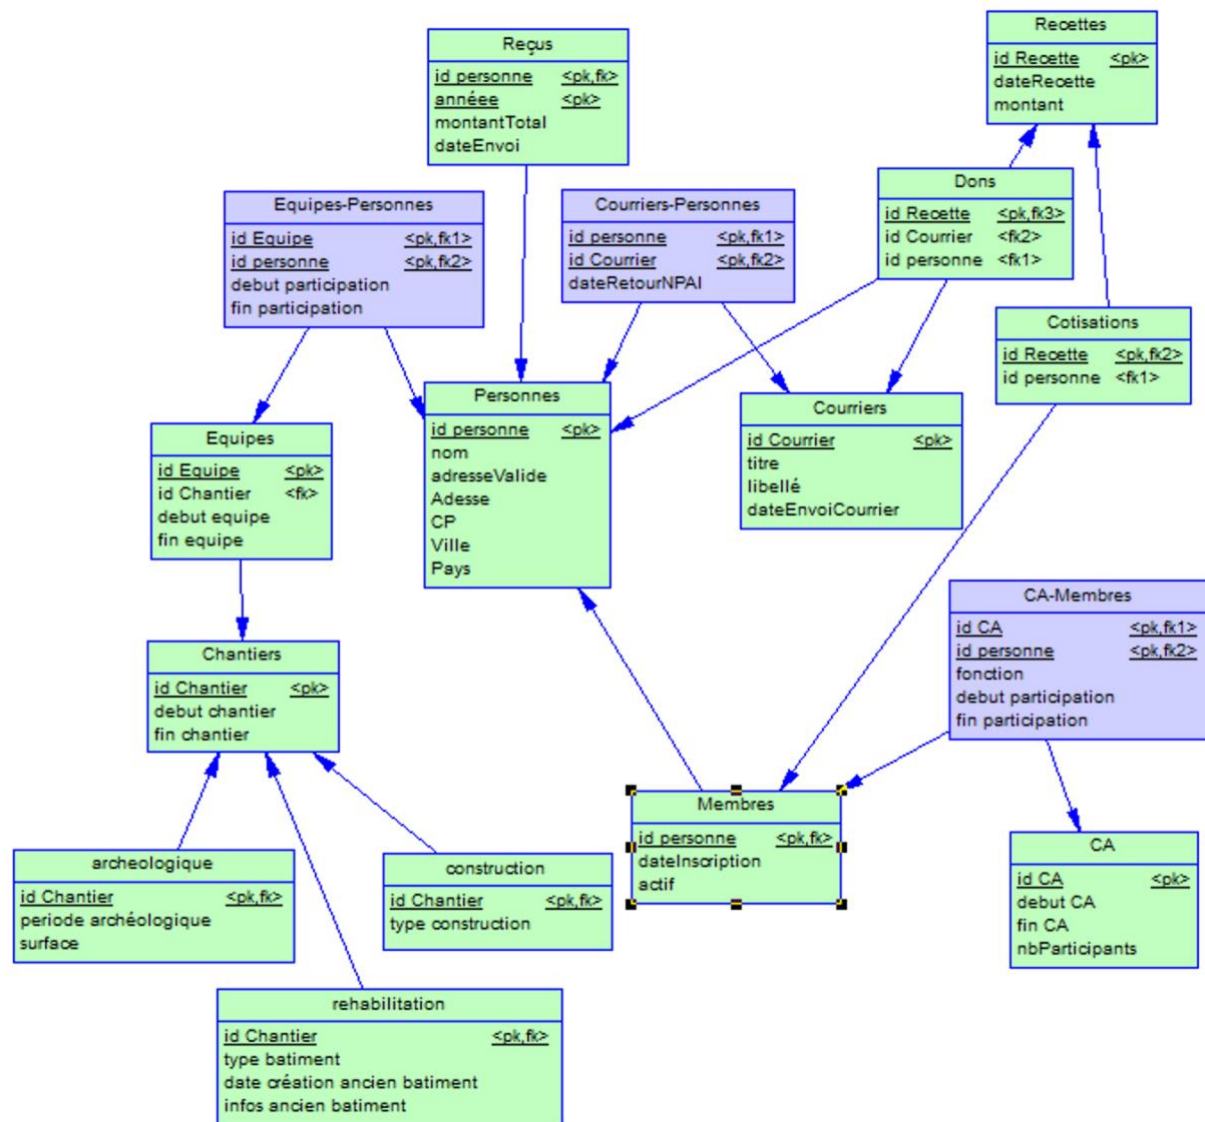 Reçus
id personne <pk,fk>
annéee <pk>
montantTotal
dateEnvoi
Recettes
id Recette <pk>
dateRecette
montant
Equipes-Personnes
id Equipe <pk,fk1>
id personne <pk,fk2>
debut participation
fin participation
Courriers-Personnes
id personne <pk,fk1>
id Courrier <pk,fk2>
dateRetourNPAI
Dons
id Recette <pk,fk3>
id Courrier <fk2>
id personne <fk1>
Cotisations
id Recette <pk,fk2>
id personne <fk1>
Personnes
id personne <pk>
nom
adresseValide
Adesse
CP
Ville
Pays
Courriers
id Courrier <pk>
titre
libellé
dateEnvoiCourrier
Equipes
id Equipe <pk>
id Chantier <fk>
debut equipe
fin equipe
CA-Membres
id CA <pk,fk1>
id personne <pk,fk2>
fonction
debut participation
fin participation
Chantiers
id Chantier <pk>
debut chantier
fin chantier
Membres
id personne <pk,fk>
dateInscription
actif
CA
id CA <pk>
debut CA
fin CA
nbParticipants
archeologique
id Chantier <pk,fk>
periode archéologique
surface
construction
id Chantier <pk,fk>
type construction
rehabilitation
id Chantier <pk,fk>
type batiment
date création ancien batiment
infos ancien batiment